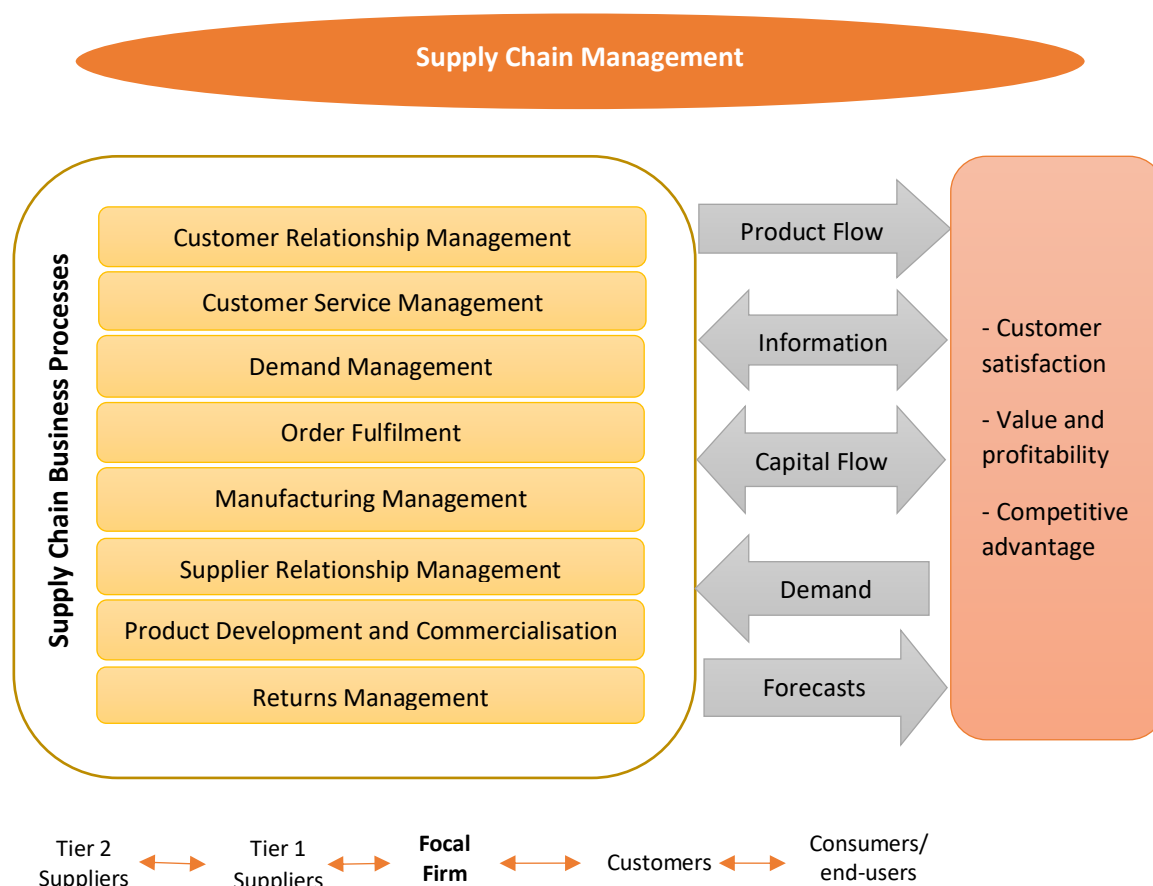 Supply Chain Management
Supply Chain Business Processes
Customer Relationship Management
Customer Service Management
Demand Management
Order Fulfilment
Manufacturing Management
Supplier Relationship Management
Product Development and Commercialisation
Returns Management
Product Flow
Information
Capital Flow
Demand
Forecasts
- Customer
satisfaction
- Value and
profitability
- Competitive
advantage
Tier 2
Suppliers
Tier 1
Suppliers
Focal
Firm
Customers
Consumers/
end-users